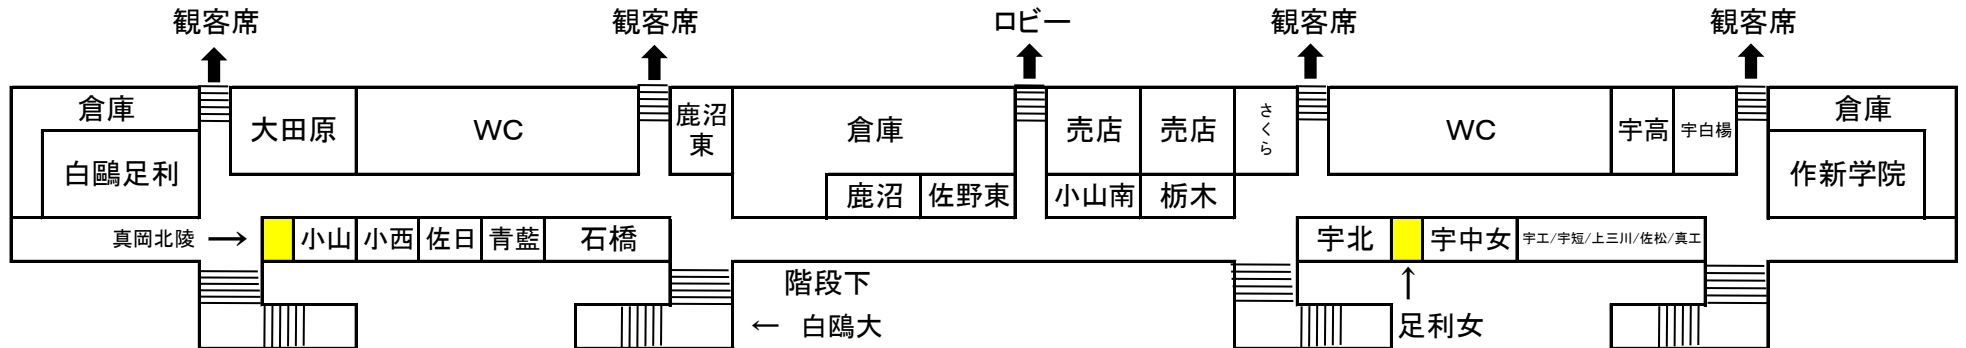 観客席
観客席
ロビー
観客席
観客席
倉庫
白鷗足利
大田原
WC
鹿沼
東
倉庫
売店
売店
さくら
WC
宇高
宇白楊
倉庫
作新学院
鹿沼
佐野東
小山南
栃木
真岡北陵 →
小山
小西
佐日
青藍
石橋
宇北
宇中女
宇工/宇短/上三川/佐松/真工
階段下
← 白鷗大
↑
足利女